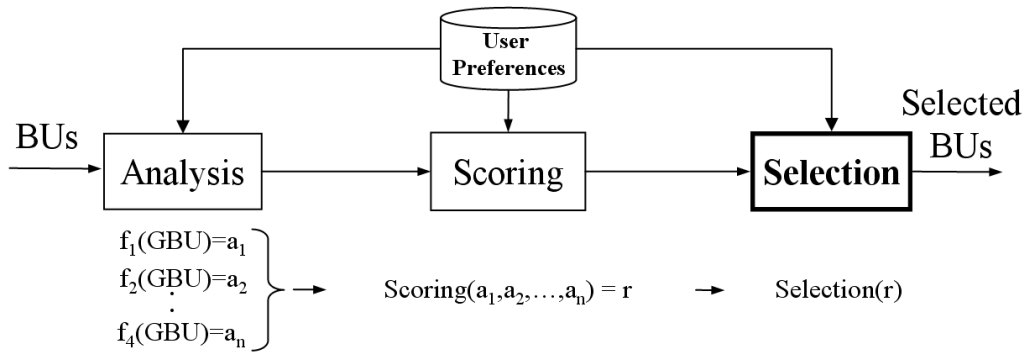 User
Preferences
Selected
BUs
BUs
Analysis
Scoring
Selection
f₁(GBU)=a₁
f₂(GBU)=a₂
.
.
f₄(GBU)=aₙ
Scoring(a₁,a₂,…,aₙ) = r
Selection(r)